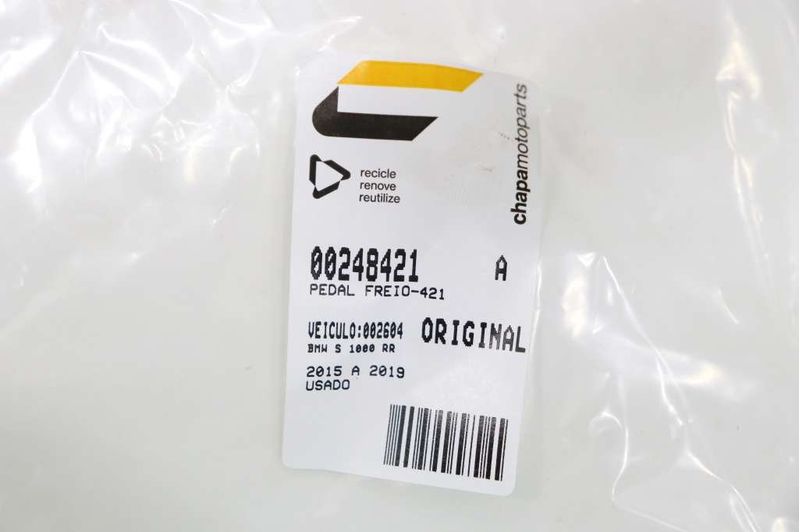 chapamotoparts
recicle
renove
reutilize
00248421 A
PEDAL FREIO-421
VEICULO:002604 ORIGINAL
BMW S 1000 RR
2015 A 2019
USADO